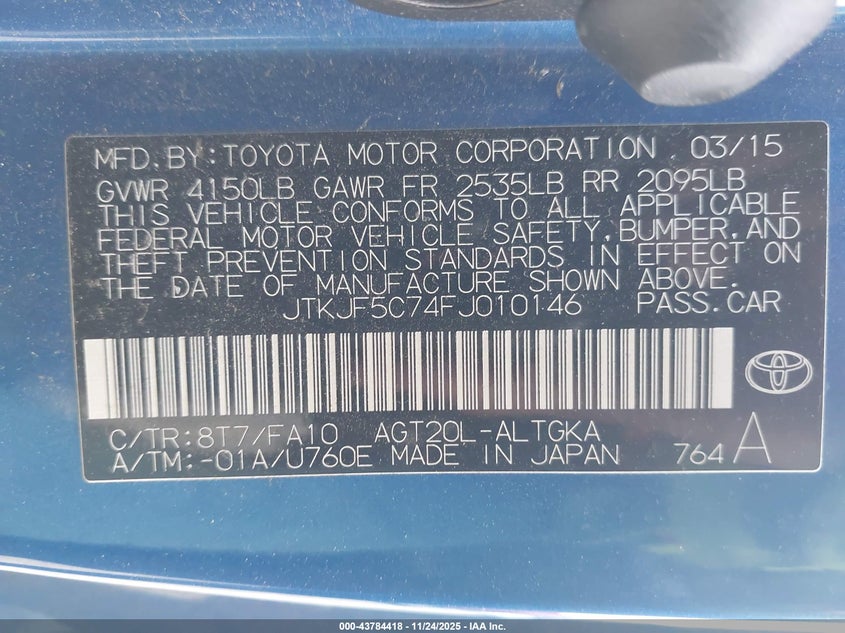 MFD.BY:TOYOTA MOTOR CORPORATION 03/15
GVWR 4150LB GAWR FR 2535LB RR 2095LB
THIS VEHICLE CONFORMS TO ALL APPLICABLE
FEDERAL MOTOR VEHICLE SAFETY,BUMPER,AND
THEFT PREVENTION STANDARDS IN EFFECT ON
THE DATE OF MANUFACTURE SHOWN ABOVE.
JTKJF5C74FJ010146 PASS.CAR
C/TR:8T7/FA10 AGT20L-ALTGKA
A/TM:-01A/U760E MADE IN JAPAN 764 A
000-43784418 - 11/24/2025 - IAA Inc.